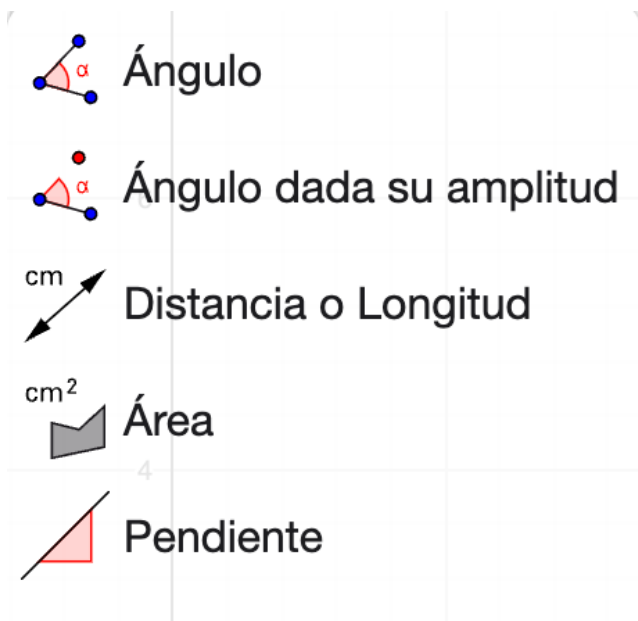 α Ángulo
α Ángulo dada su amplitud
cm Distancia o Longitud
cm² Área
4
Pendiente